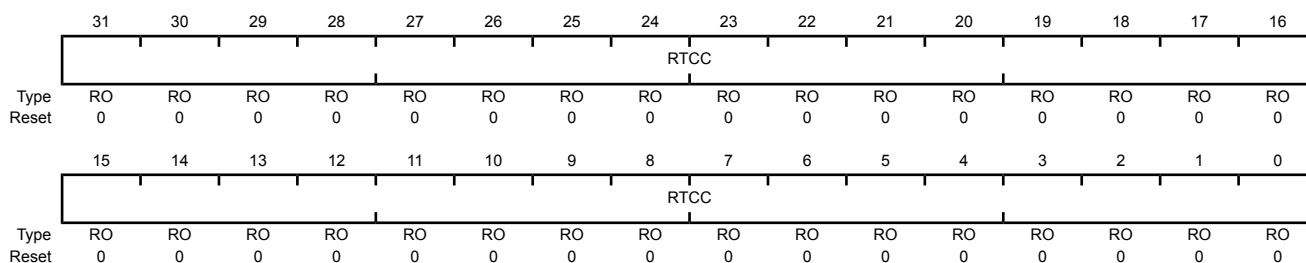 31 30 29 28 27 26 25 24 23 22 21 20 19 18 17 16
RTCC
Type RO RO RO RO RO RO RO RO RO RO RO RO RO RO RO RO
Reset 0 0 0 0 0 0 0 0 0 0 0 0 0 0 0 0
15 14 13 12 11 10 9 8 7 6 5 4 3 2 1 0
RTCC
Type RO RO RO RO RO RO RO RO RO RO RO RO RO RO RO RO
Reset 0 0 0 0 0 0 0 0 0 0 0 0 0 0 0 0